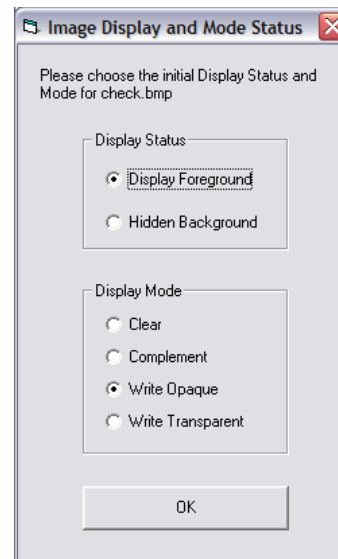 Image Display and Mode Status
Please choose the initial Display Status and
Mode for check.bmp
Display Status
Display Foreground
Hidden Background
Display Mode
Clear
Complement
Write Opaque
Write Transparent
OK